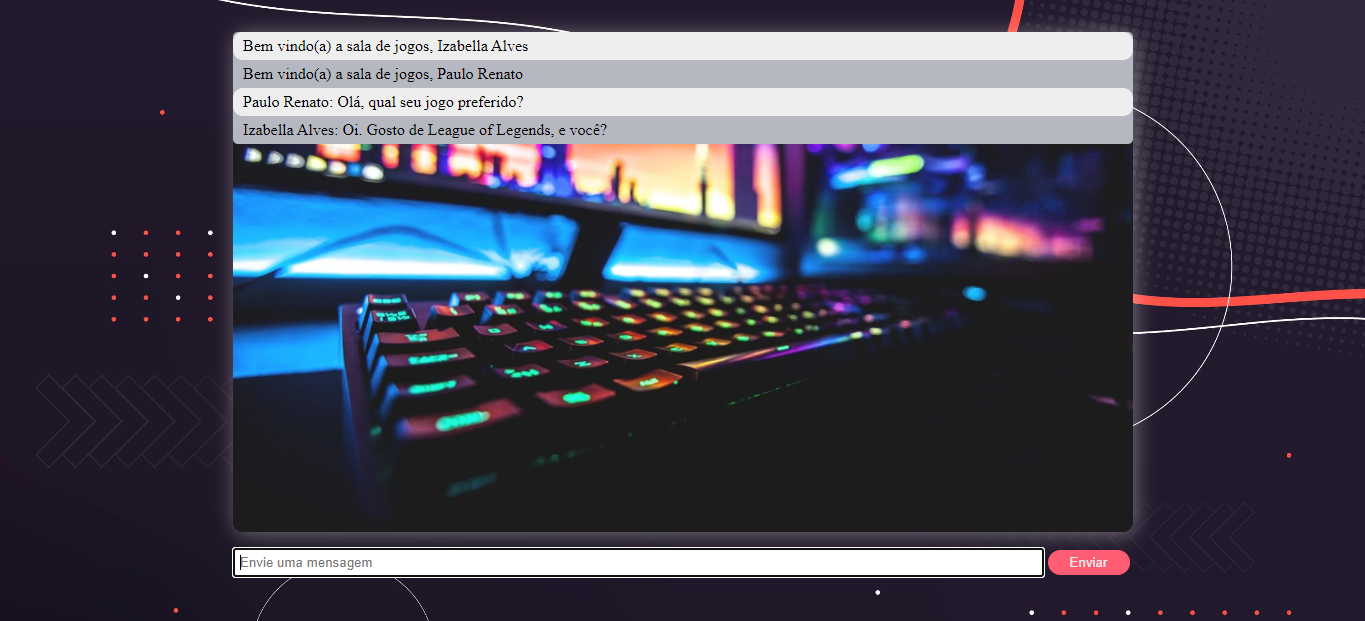 Bem vindo(a) a sala de jogos, Izabella Alves
Bem vindo(a) a sala de jogos, Paulo Renato
Paulo Renato: Olá, qual seu jogo preferido?
Izabella Alves: Oi. Gosto de League of Legends, e você?
Envie uma mensagem
Enviar